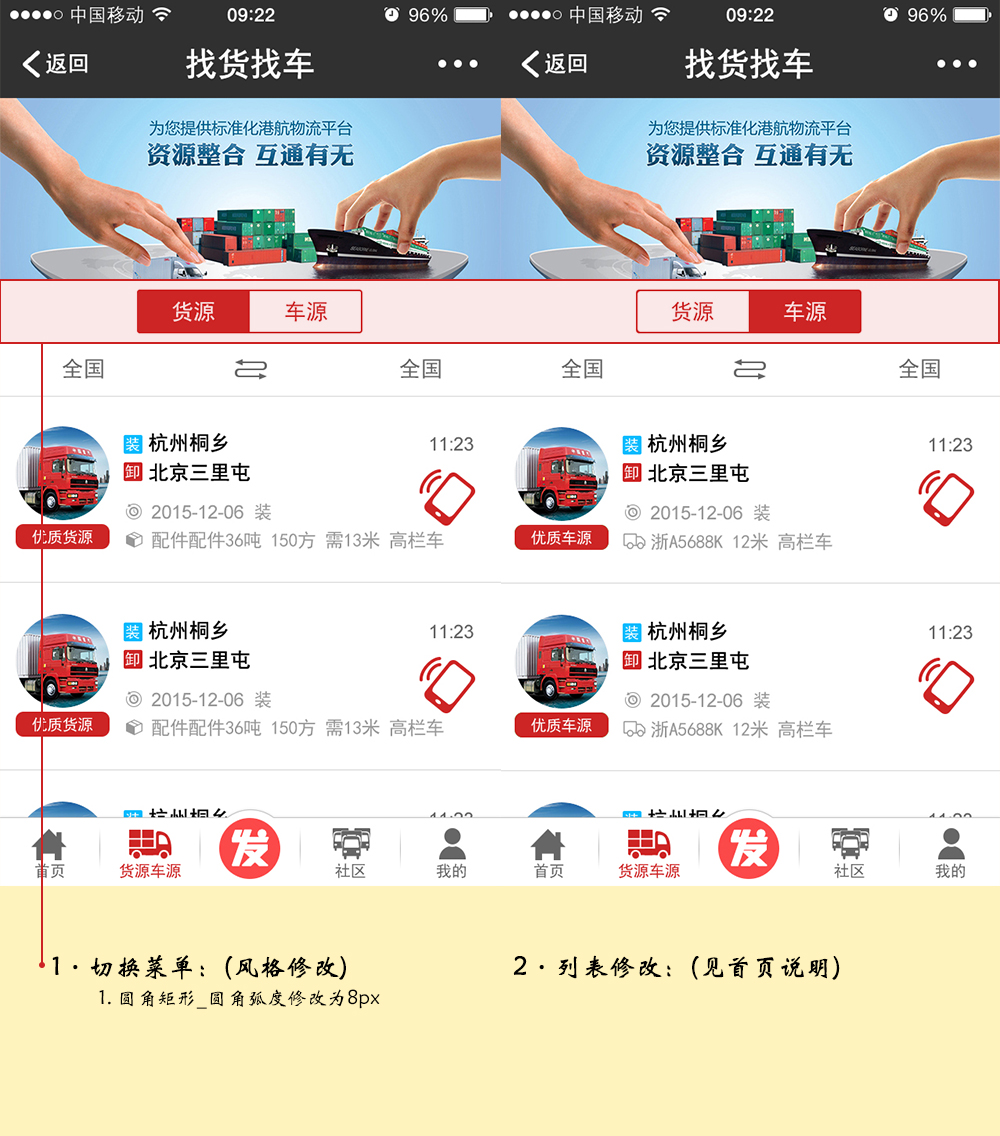 中国移动 09:22 96%
返回 找货找车
为您提供标准化港航物流平台
资源整合 互通有无
货源 车源
全国 全国
装 杭州桐乡 11:23
卸 北京三里屯
2015-12-06 装
优质货源 配件配件36吨 150方 需13米 高栏车
装 杭州桐乡 11:23
卸 北京三里屯
2015-12-06 装
优质货源 配件配件36吨 150方 需13米 高栏车
装 杭州桐乡 11:23
发
首页 货源车源 社区 我的
中国移动 09:22 96%
返回 找货找车
为您提供标准化港航物流平台
资源整合 互通有无
货源 车源
全国 全国
装 杭州桐乡 11:23
卸 北京三里屯
2015-12-06 装
优质车源 浙A5688K 12米 高栏车
装 杭州桐乡 11:23
卸 北京三里屯
2015-12-06 装
优质车源 浙A5688K 12米 高栏车
装 杭州桐乡 11:23
发
首页 货源车源 社区 我的
1·切换菜单：(风格修改)
1. 圆角矩形_圆角弧度修改为8px
2·列表修改：(见首页说明)